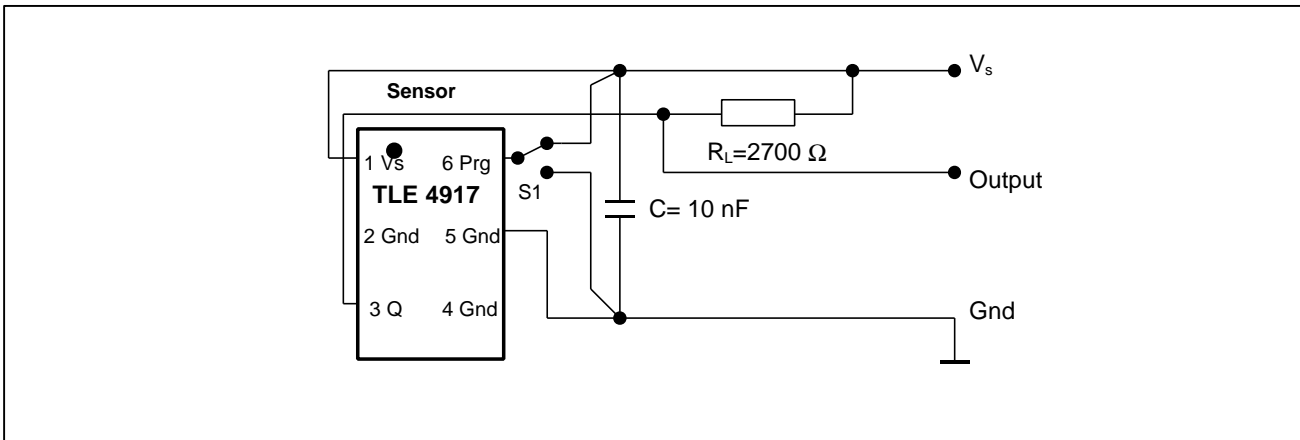 Vs
Sensor
1 Vs 6 Prg
RL=2700 Ω
TLE 4917
S1
Output
C= 10 nF
2 Gnd 5 Gnd
3 Q 4 Gnd
Gnd